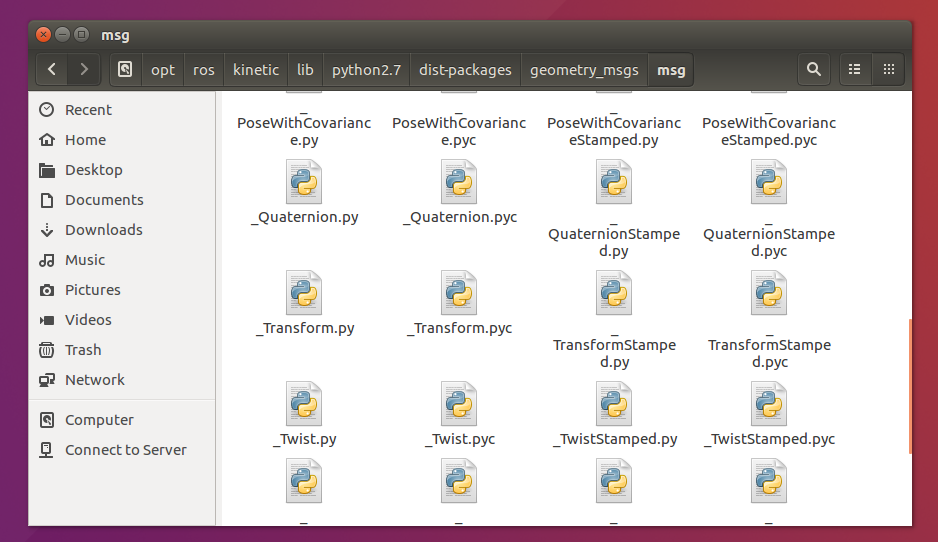 msg
opt ros kinetic lib python2.7 dist-packages geometry_msgs msg
Recent
Home
Desktop
Documents
Downloads
Music
Pictures
Videos
Trash
Network
Computer
Connect to Server
_
PoseWithCovarianc
e.py
_
PoseWithCovarianc
e.pyc
_
PoseWithCovarianc
eStamped.py
_
PoseWithCovarianc
eStamped.pyc
_Quaternion.py
_Quaternion.pyc
_
QuaternionStampe
d.py
_
QuaternionStampe
d.pyc
_Transform.py
_Transform.pyc
_
TransformStampe
d.py
_
TransformStampe
d.pyc
_Twist.py
_Twist.pyc
_TwistStamped.py
_TwistStamped.pyc
_
_
_
_